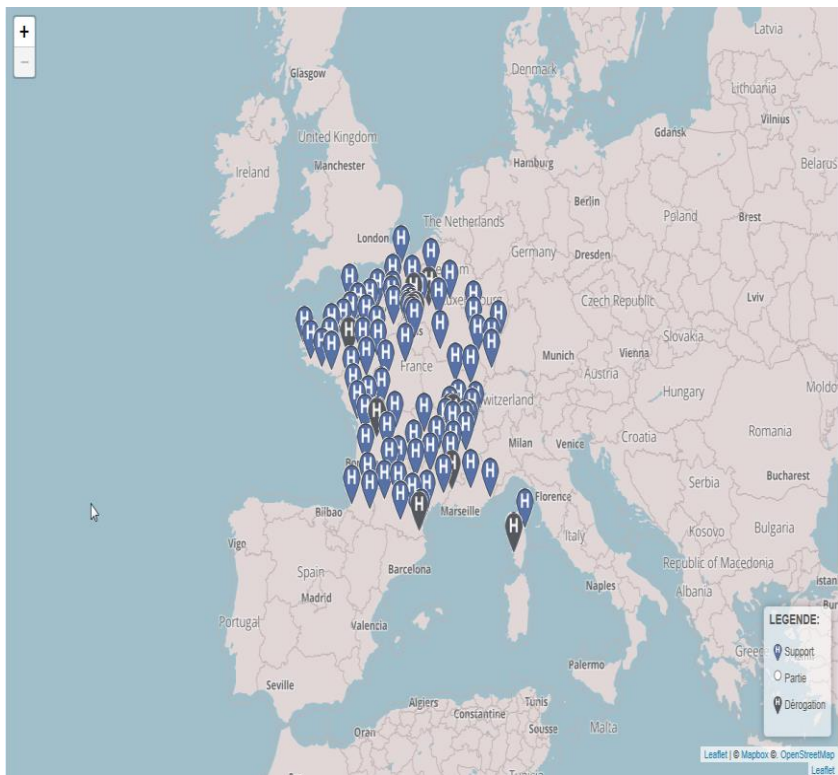 +
Latvia
−
Glasgow
Denmark
Lithuania
Vilnius
United Kingdom
Gdańsk
Ireland
Manchester
Hamburg
Belarus
Berlin
The Netherlands
Poland
Brest
London
Germany
Dresden
Lviv
Czech Republic
Slovakia
France
Munich
Vienna
Austria
Hungary
Switzerland
Romania
Milan
Venice
Croatia
Bucharest
Serbia
Florence
Bilbao
Marseille
Bulgaria
Vigo
Italy
Kosovo
Republic of Macedonia
Barcelona
Spain
Albania
Naples
Madrid
Portugal
Valencia
LEGENDE:
Support
Palermo
Partie
Seville
Dérogation
Algiers
Tunis
Constantine
Malta
Oran
Sousse
Leaflet | © Mapbox © OpenStreetMap
Leaflet